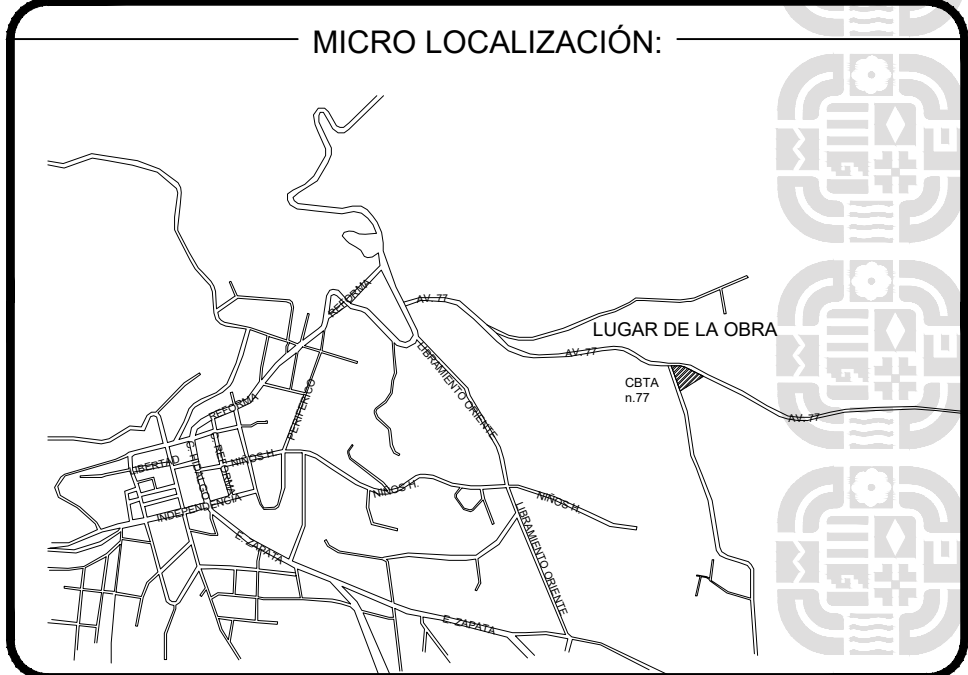 MICRO LOCALIZACIÓN:
REFORMA
AV. 77
LUGAR DE LA OBRA
AV. 77
LIBRAMIENTO ORIENTE
CBTA
n.77
PERIFERICO
REFORMA
AV. 77
C. HIDALGO
REFORMA
LIBERTAD
NIÑOS H.
NIÑOS H.
NIÑOS H.
INDEPENDENCIA
LIBRAMIENTO ORIENTE
E. ZAPATA
E. ZAPATA